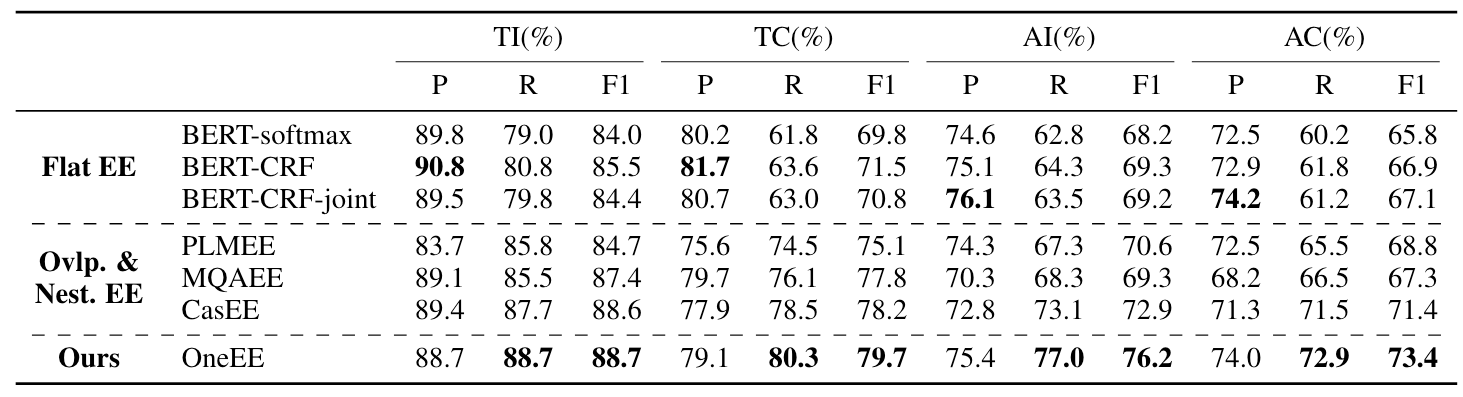 TI(%) TC(%) AI(%) AC(%)
P R F1 P R F1 P R F1 P R F1
BERT-softmax 89.8 79.0 84.0 80.2 61.8 69.8 74.6 62.8 68.2 72.5 60.2 65.8
Flat EE BERT-CRF 90.8 80.8 85.5 81.7 63.6 71.5 75.1 64.3 69.3 72.9 61.8 66.9
BERT-CRF-joint 89.5 79.8 84.4 80.7 63.0 70.8 76.1 63.5 69.2 74.2 61.2 67.1
PLMEE 83.7 85.8 84.7 75.6 74.5 75.1 74.3 67.3 70.6 72.5 65.5 68.8
Ovlp. &
Nest. EE
MQAEE 89.1 85.5 87.4 79.7 76.1 77.8 70.3 68.3 69.3 68.2 66.5 67.3
CasEE 89.4 87.7 88.6 77.9 78.5 78.2 72.8 73.1 72.9 71.3 71.5 71.4
Ours OneEE 88.7 88.7 88.7 79.1 80.3 79.7 75.4 77.0 76.2 74.0 72.9 73.4